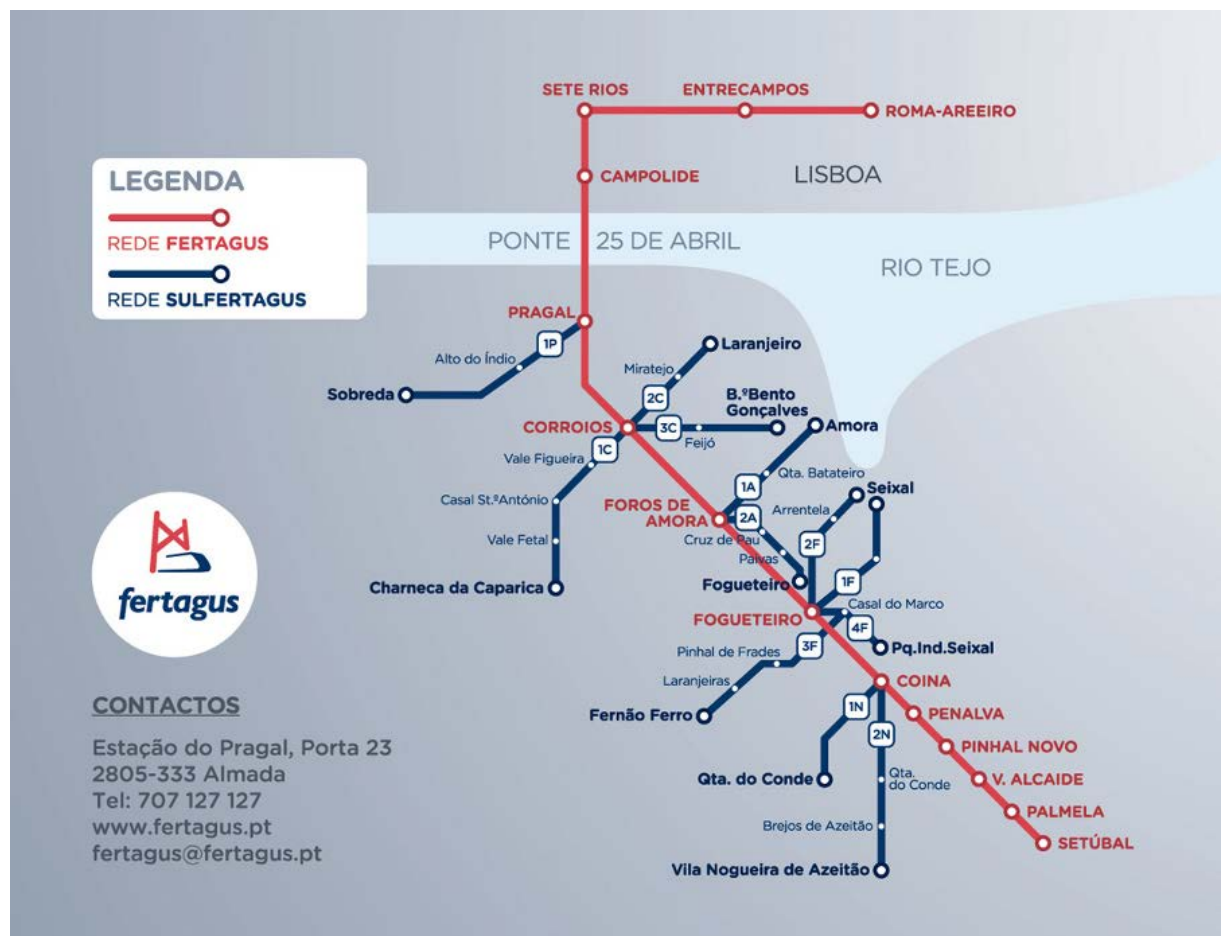 SETE RIOS
ENTRECAMPOS
ROMA-AREEIRO
CAMPOLIDE
LISBOA
LEGENDA
REDE FERTAGUS
REDE SULFERTAGUS
PONTE 25 DE ABRIL
RIO TEJO
PRAGAL
1P
Alto do Índio
Sobreda
Laranjeiro
Miratejo
2C
B.ºBento
Gonçalves
CORROIOS
3C
Feijó
Amora
1C
Vale Figueira
Qta. Batateiro
Casal St.ºAntónio
1A
Seixal
FOROS DE
AMORA
2A
Arrentela
Cruz de Pau
Vale Fetal
2F
Paivas
Charneca da Caparica
Fogueteiro
1F
Casal do Marco
FOGUETEIRO
4F
Pq.Ind.Seixal
3F
Pinhal de Frades
Laranjeiras
Fernão Ferro
COINA
1N
PENALVA
2N
PINHAL NOVO
Qta. do Conde
Qta.
do Conde
V. ALCAIDE
PALMELA
Brejos de Azeitão
SETÚBAL
Vila Nogueira de Azeitão
fertagus
CONTACTOS
Estação do Pragal, Porta 23
2805-333 Almada
Tel: 707 127 127
www.fertagus.pt
fertagus@fertagus.pt